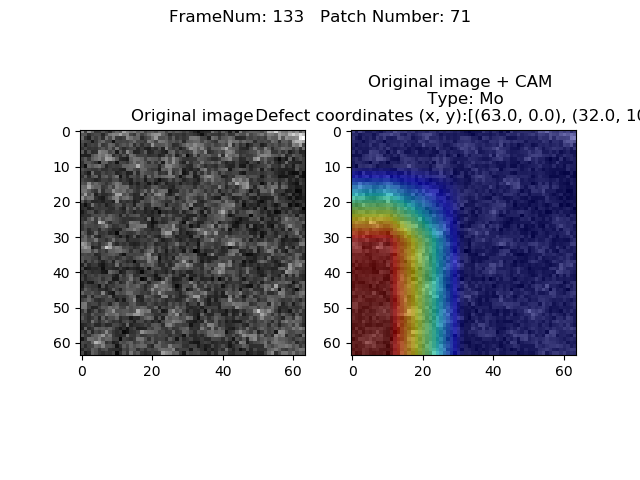 FrameNum: 133   Patch Number: 71
Original image + CAM
Type: Mo
Original image
Defect coordinates (x, y):[(63.0, 0.0), (32.0, 10
0
10
20
30
40
50
60
0 20 40 60
0
10
20
30
40
50
60
0 20 40 60